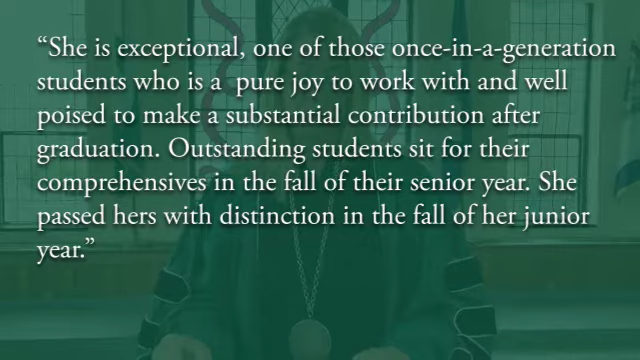 “She is exceptional, one of those once-in-a-generation
students who is a  pure joy to work with and well
poised to make a substantial contribution after
graduation. Outstanding students sit for their
comprehensives in the fall of their senior year. She
passed hers with distinction in the fall of her junior
year.”